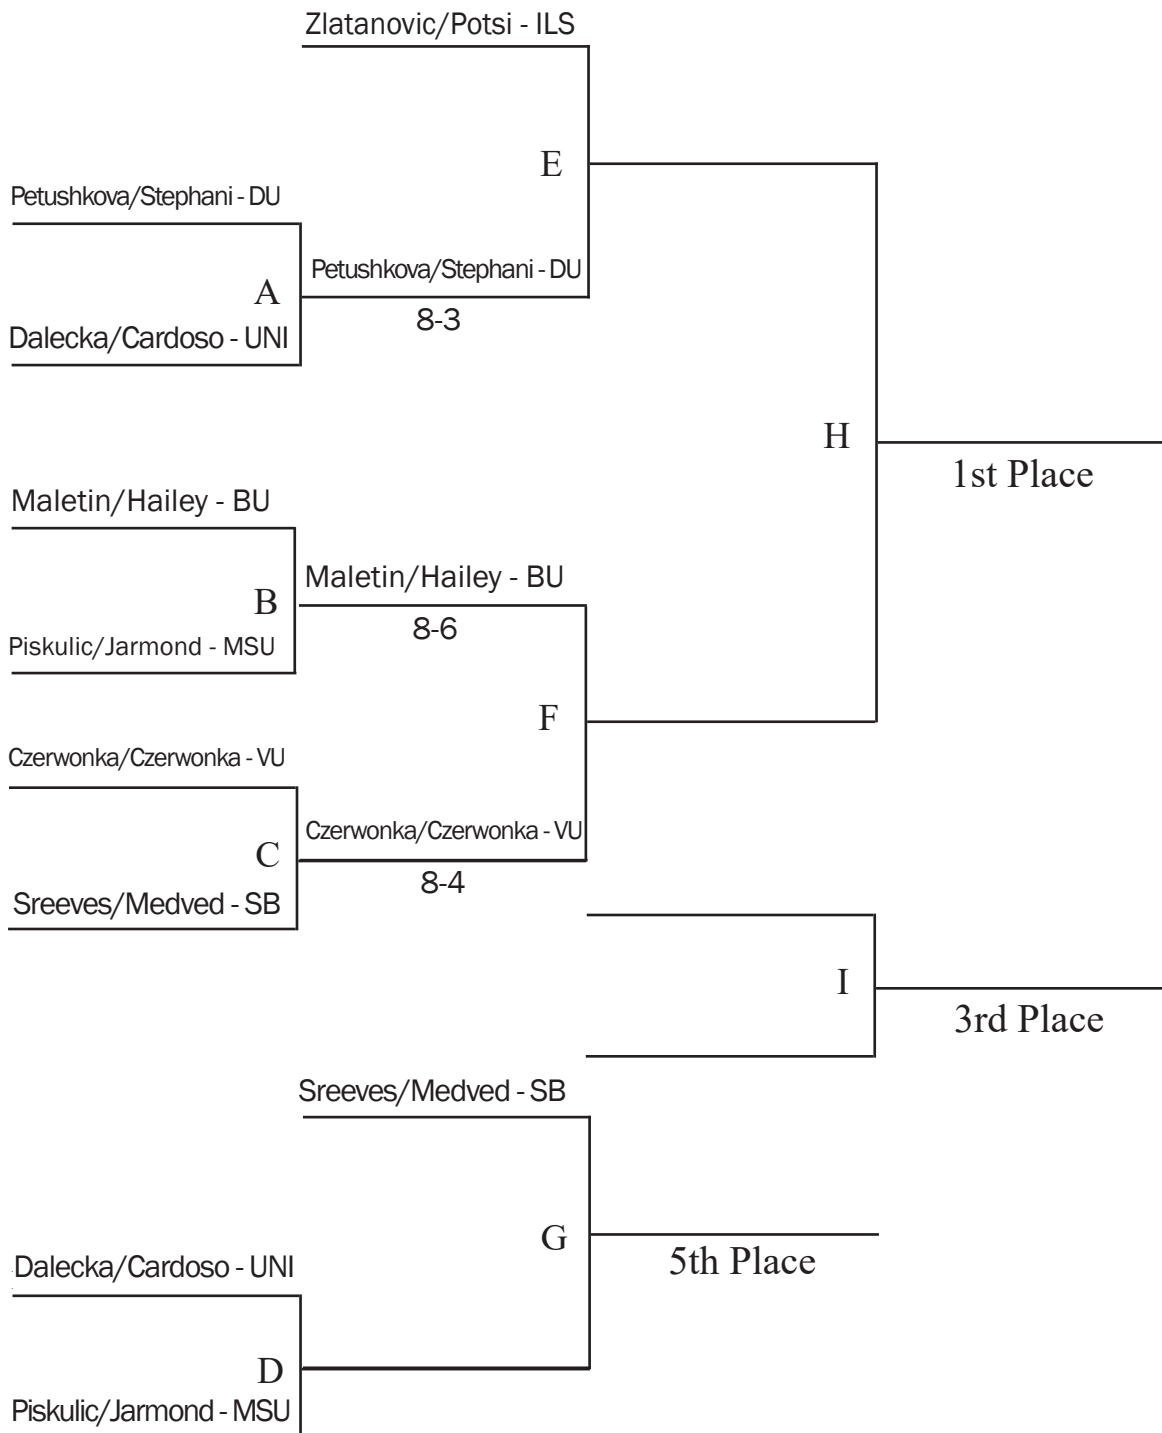 Zlatanovic/Potsi - ILS
E
Petushkova/Stephani - DU
Petushkova/Stephani - DU
A
8-3
Dalecka/Cardoso - UNI
H
1st Place
Maletin/Hailey - BU
Maletin/Hailey - BU
B
8-6
Piskulic/Jarmond - MSU
F
Czerwonka/Czerwonka - VU
Czerwonka/Czerwonka - VU
C
8-4
Sreeves/Medved - SB
I
3rd Place
Sreeves/Medved - SB
G
5th Place
Dalecka/Cardoso - UNI
D
Piskulic/Jarmond - MSU